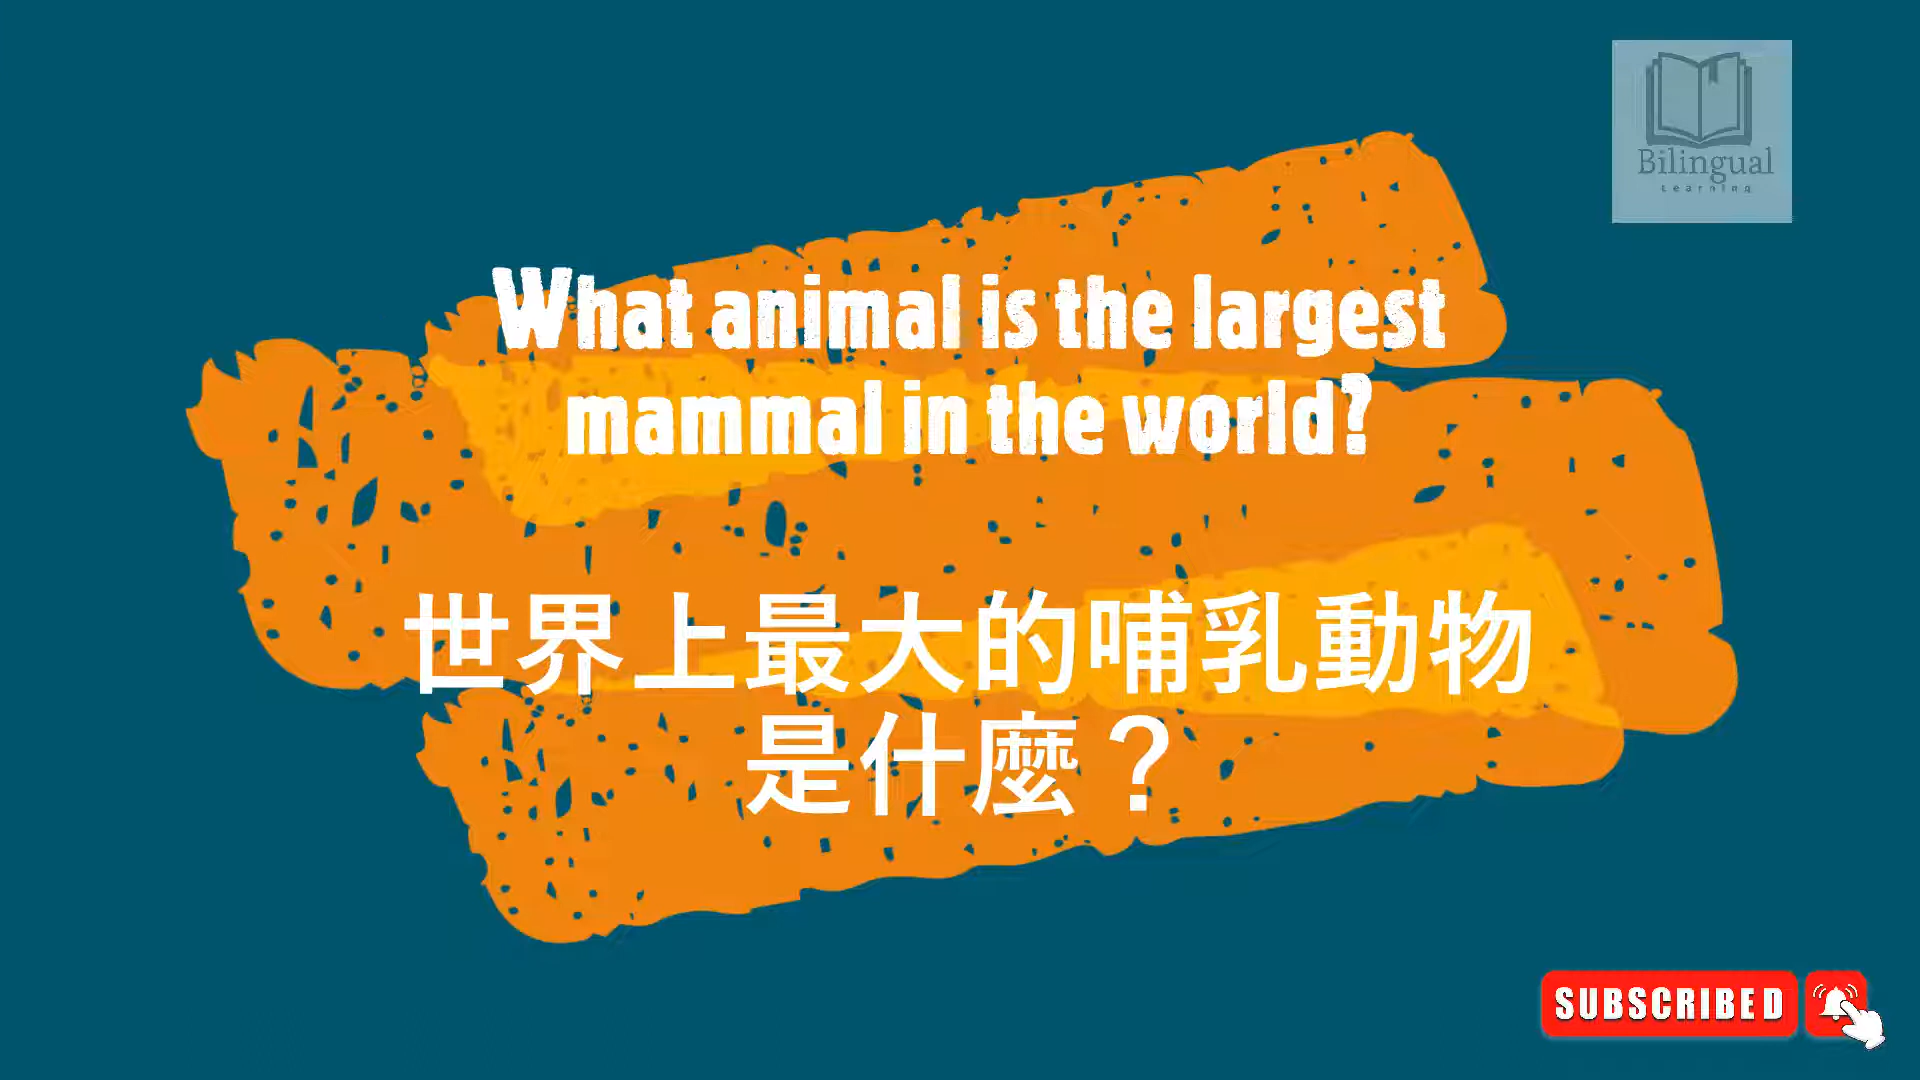 Bilingual
Learning
What animal is the largest
mammal in the world?
世界上最大的哺乳動物
是什麼？
SUBSCRIBED